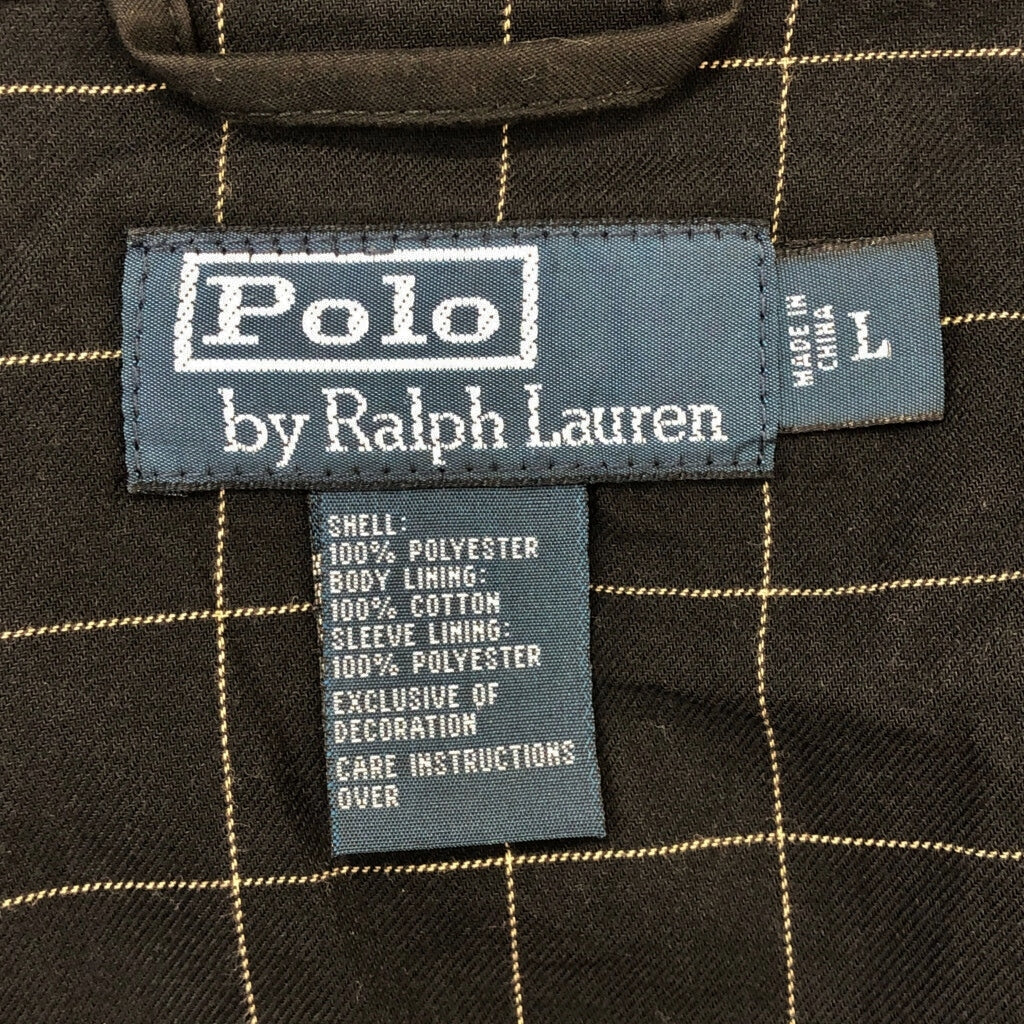 Polo
by Ralph Lauren
MADE IN
CHINA
L
SHELL:
100% POLYESTER
BODY LINING:
100% COTTON
SLEEVE LINING:
100% POLYESTER
EXCLUSIVE OF
DECORATION
CARE INSTRUCTIONS
OVER